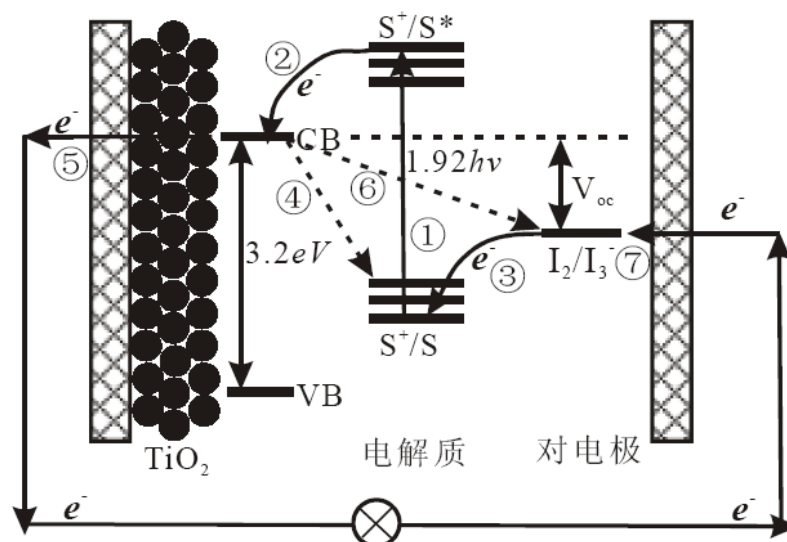 S⁺/S*
②
e⁻
e⁻
CB
⑤
1.92hν
④
⑥
V_oc
e⁻
①
3.2eV
e⁻
③
I₂/I₃⁻
⑦
S⁺/S
VB
TiO₂
电解质
对电极
e⁻
e⁻